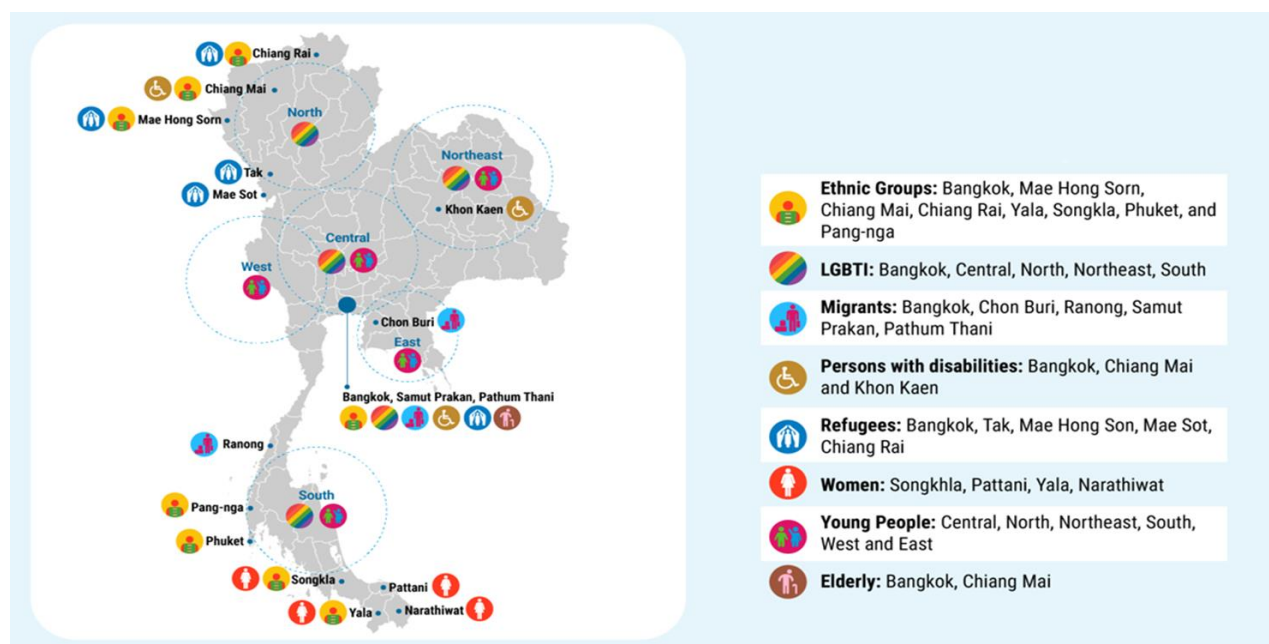 Chiang Rai
Chiang Mai
Mae Hong Sorn
North
Northeast
Tak
Mae Sot
Khon Kaen
Central
West
Chon Buri
East
Bangkok, Samut Prakan, Pathum Thani
Ranong
South
Pang-nga
Phuket
Songkla
Pattani
Yala
Narathiwat
Ethnic Groups: Bangkok, Mae Hong Sorn,
Chiang Mai, Chiang Rai, Yala, Songkla, Phuket, and
Pang-nga
LGBTI: Bangkok, Central, North, Northeast, South
Migrants: Bangkok, Chon Buri, Ranong, Samut
Prakan, Pathum Thani
Persons with disabilities: Bangkok, Chiang Mai
and Khon Kaen
Refugees: Bangkok, Tak, Mae Hong Son, Mae Sot,
Chiang Rai
Women: Songkhla, Pattani, Yala, Narathiwat
Young People: Central, North, Northeast, South,
West and East
Elderly: Bangkok, Chiang Mai